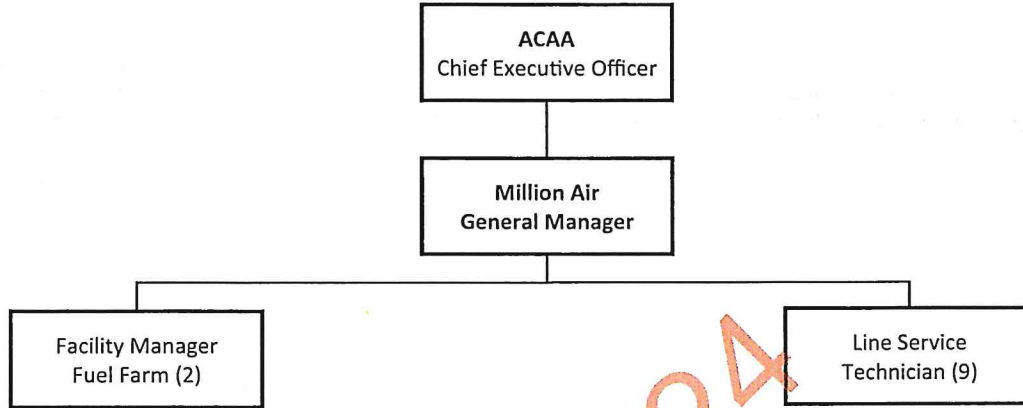 ACAA
Chief Executive Officer
Million Air
General Manager
Facility Manager
Fuel Farm (2)
Line Service
Technician (9)